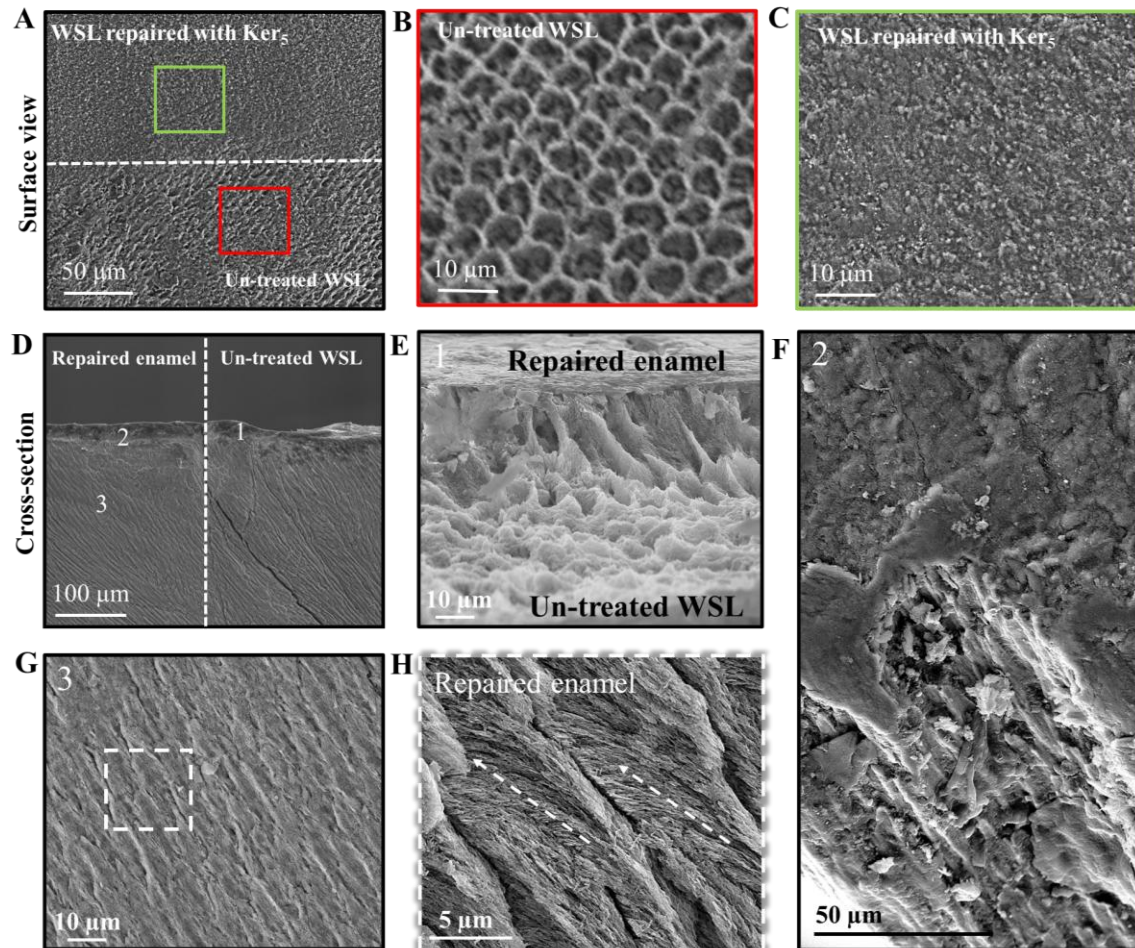 A
WSL repaired with Ker₅
50 µm
Un-treated WSL
Surface view
B
Un-treated WSL
10 µm
C
WSL repaired with Ker₅
10 µm
D
Repaired enamel
Un-treated WSL
2
1
3
100 µm
Cross-section
E
1
Repaired enamel
10 µm
Un-treated WSL
F
2
50 µm
G
3
10 µm
H
Repaired enamel
5 µm